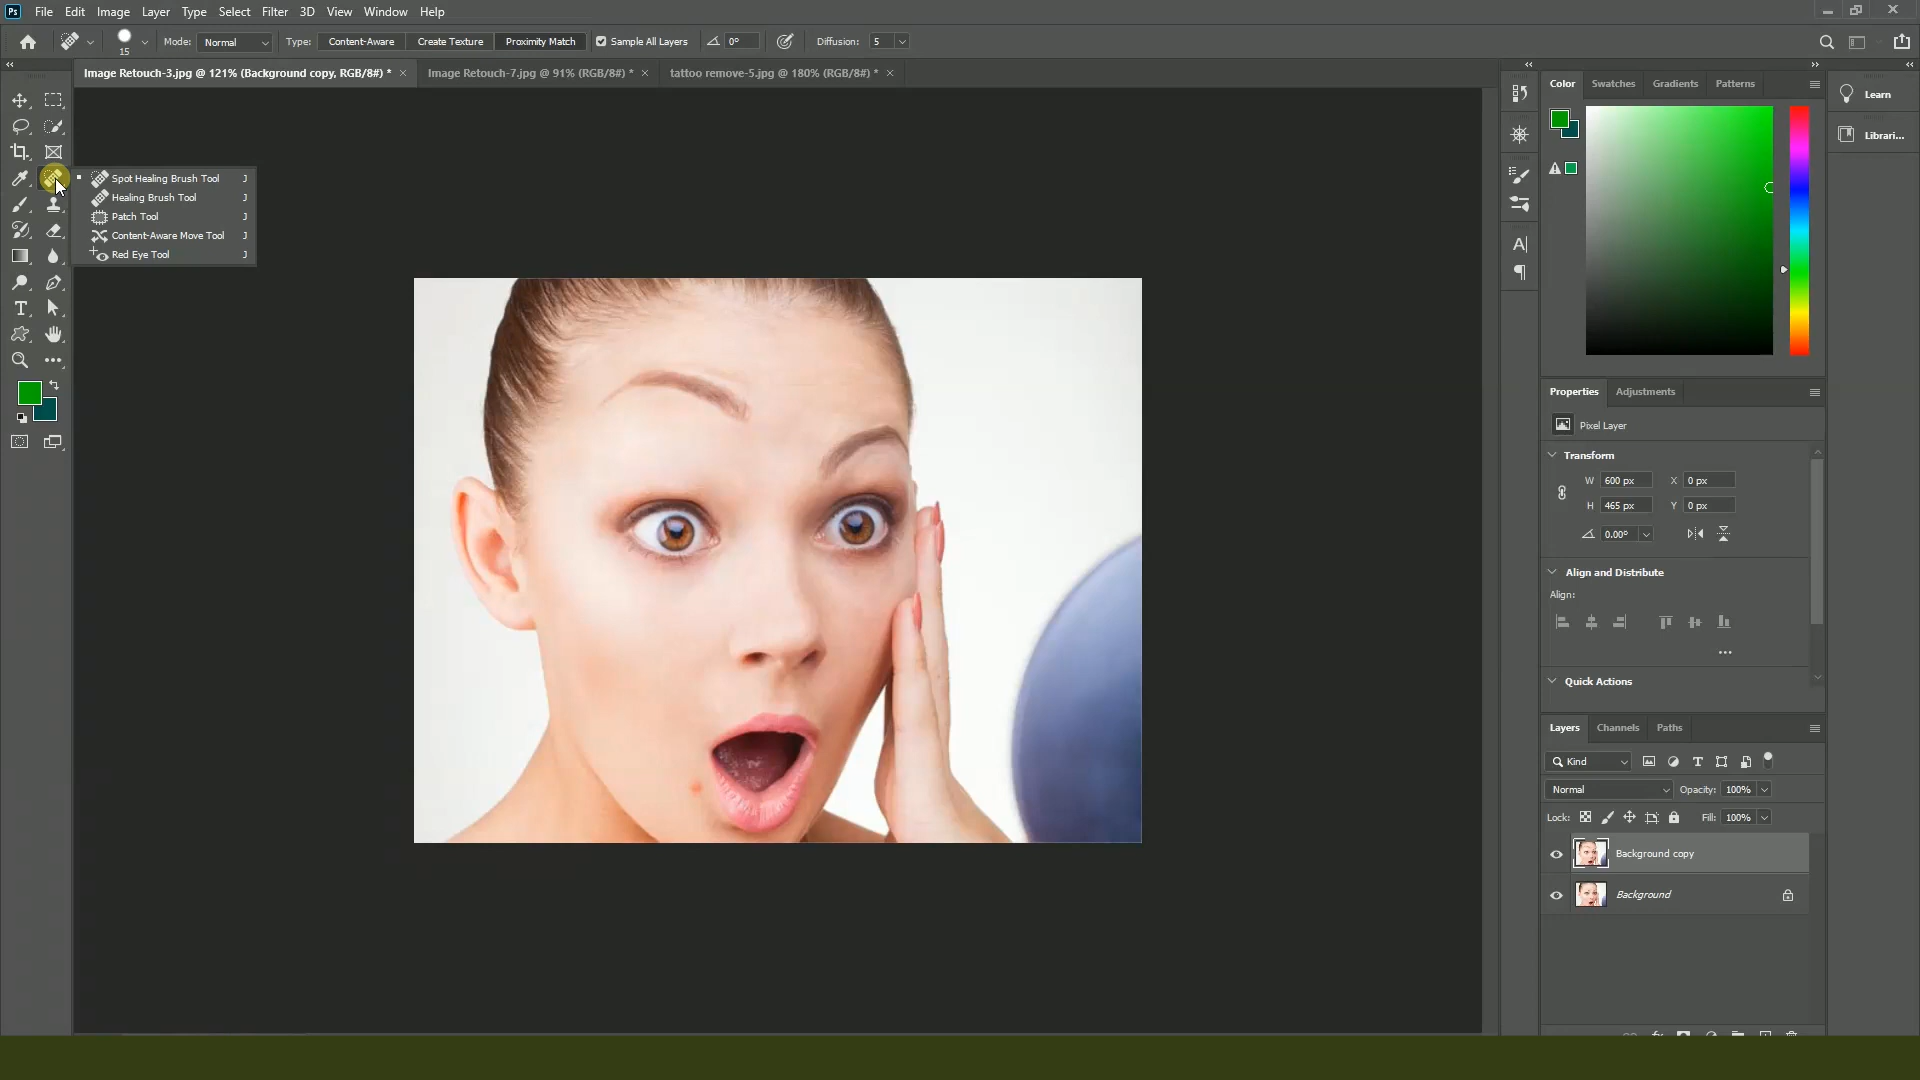 Ps File Edit Image Layer Type Select Filter 3D View Window Help
15 Mode: Normal Type: Content-Aware Create Texture Proximity Match Sample All Layers 0° Diffusion: 5
Image Retouch-3.jpg @ 121% (Background copy, RGB/8#) * × Image Retouch-7.jpg @ 91% (RGB/8#) * × tattoo remove-5.jpg @ 180% (RGB/8#) * ×
Spot Healing Brush Tool J
Healing Brush Tool J
Patch Tool J
Content-Aware Move Tool J
Red Eye Tool J
Color Swatches Gradients Patterns
Learn
Librari...
Properties Adjustments
Pixel Layer
Transform
W 600 px X 0 px
H 465 px Y 0 px
0.00°
Align and Distribute
Align:
Quick Actions
Layers Channels Paths
Kind
Normal Opacity: 100%
Lock: Fill: 100%
Background copy
Background